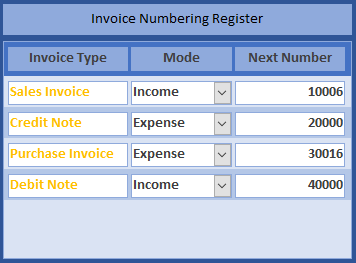 Invoice Numbering Register
Invoice Type Mode Next Number
Sales Invoice Income 10006
Credit Note Expense 20000
Purchase Invoice Expense 30016
Debit Note Income 40000